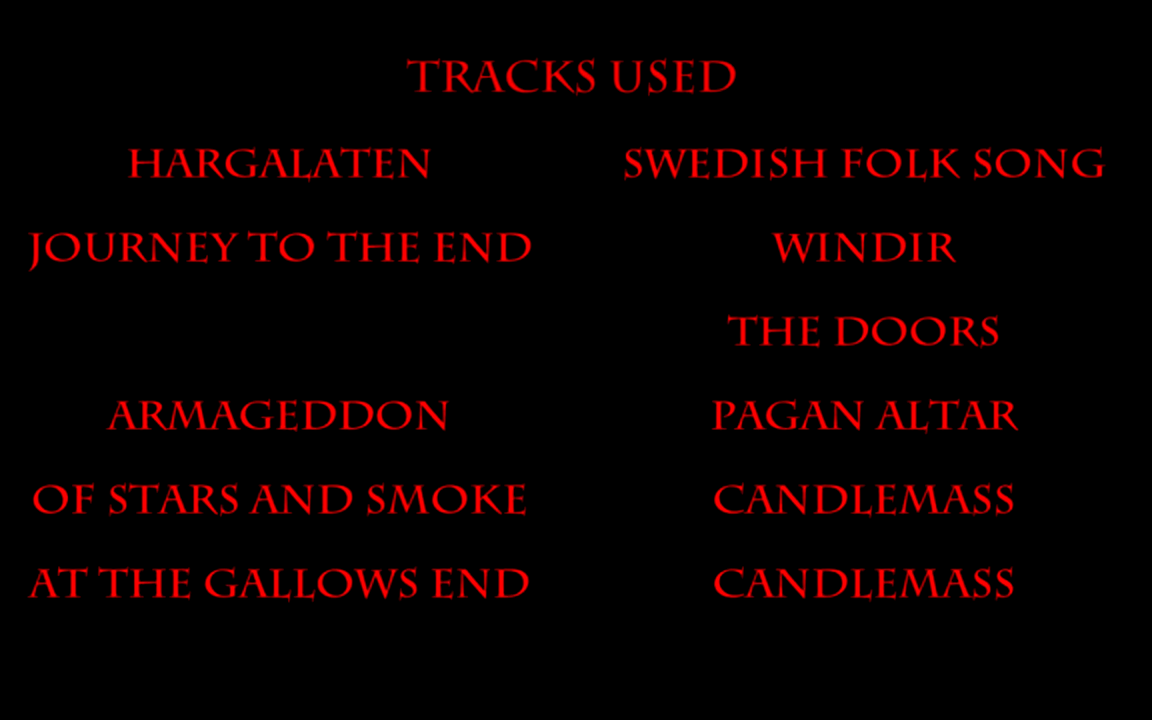 TRACKS USED
HARGALATEN SWEDISH FOLK SONG
JOURNEY TO THE END WINDIR
THE DOORS
ARMAGEDDON PAGAN ALTAR
OF STARS AND SMOKE CANDLEMASS
AT THE GALLOWS END CANDLEMASS